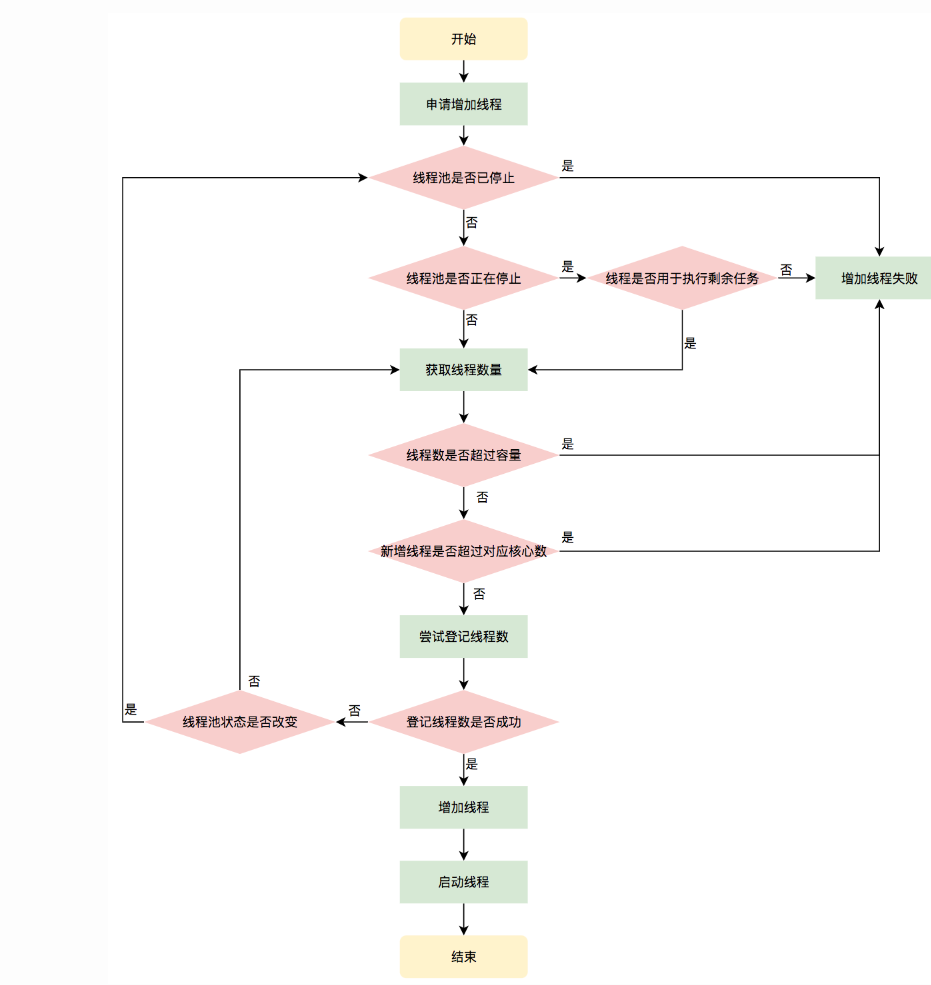 开始
申请增加线程
线程池是否已停止
是
否
线程池是否正在停止
是
线程是否用于执行剩余任务
否
增加线程失败
否
是
获取线程数量
线程数是否超过容量
是
否
新增线程是否超过对应核心数
是
否
尝试登记线程数
否
是
线程池状态是否改变
否
登记线程数是否成功
是
增加线程
启动线程
结束